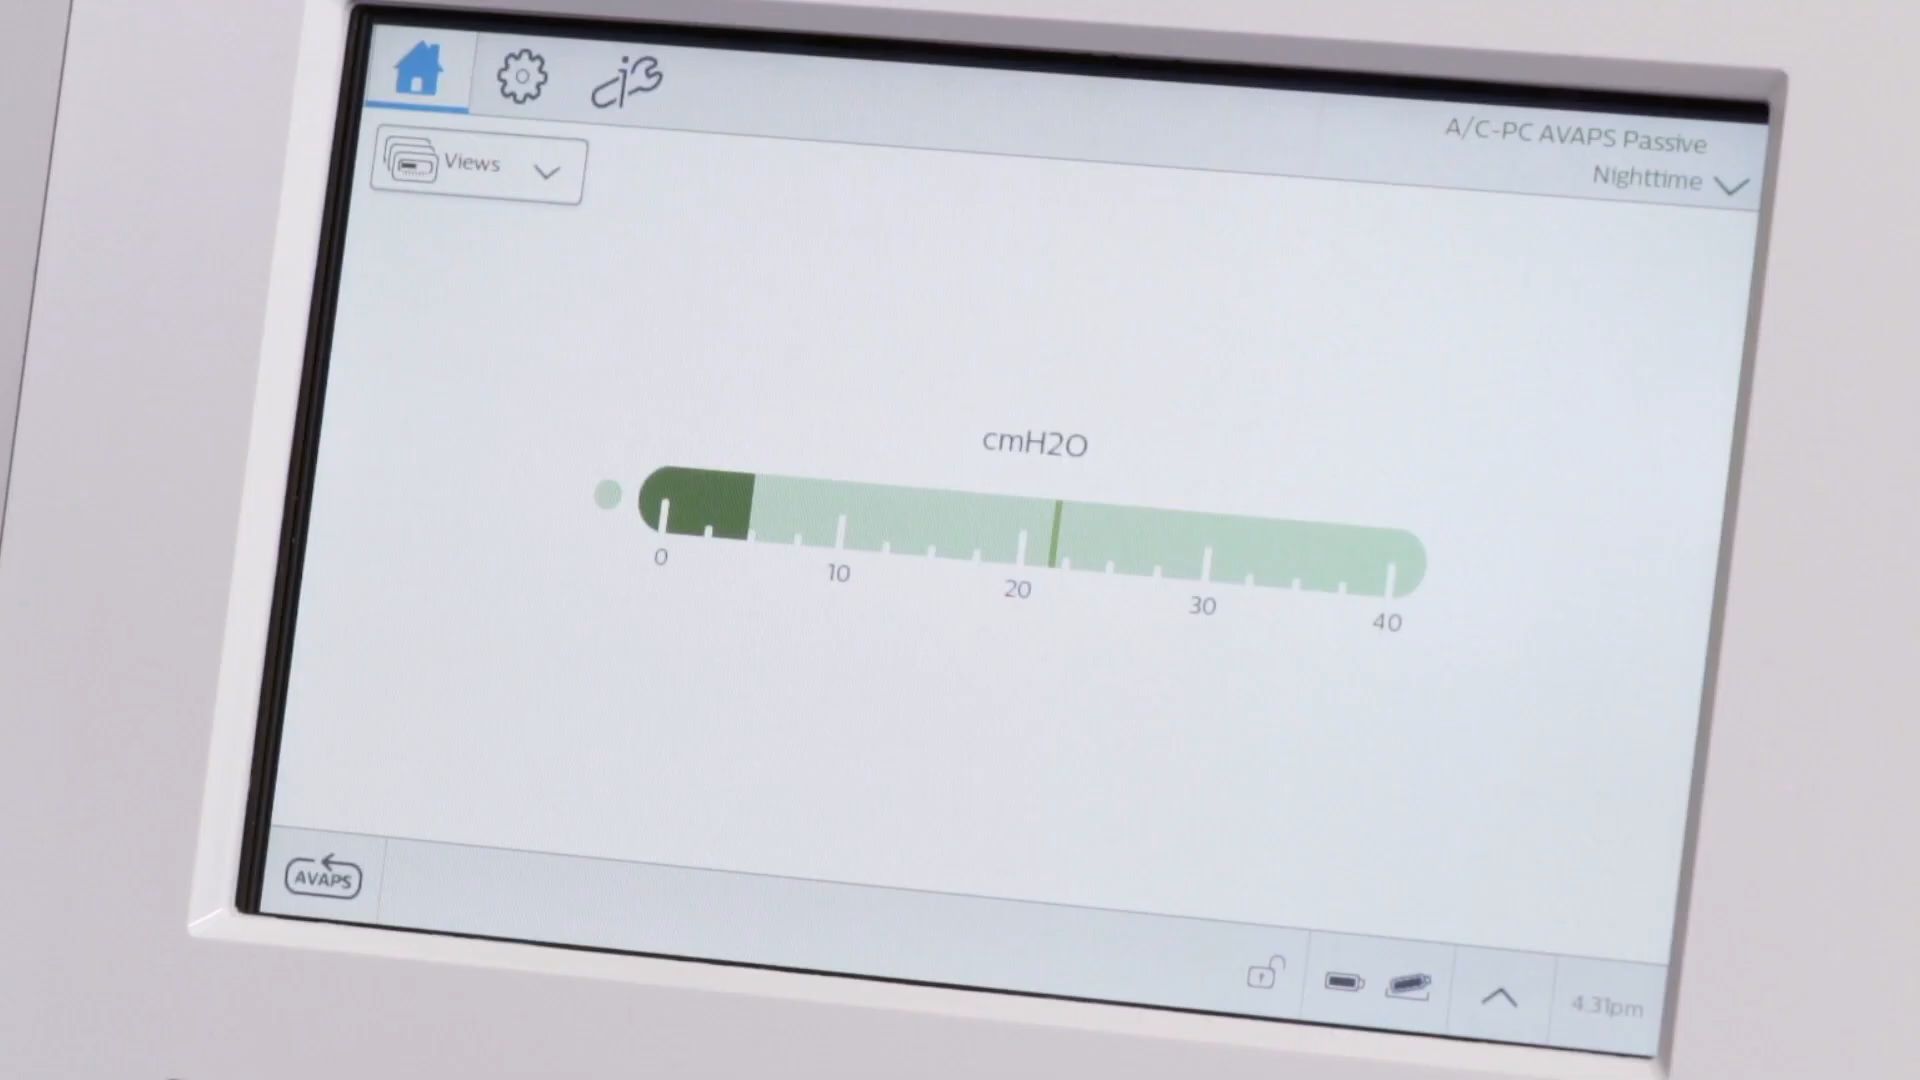 A/C-PC AVAPS Passive
Nighttime
Views
cmH2O
0 10 20 30 40
AVAPS
4:31pm